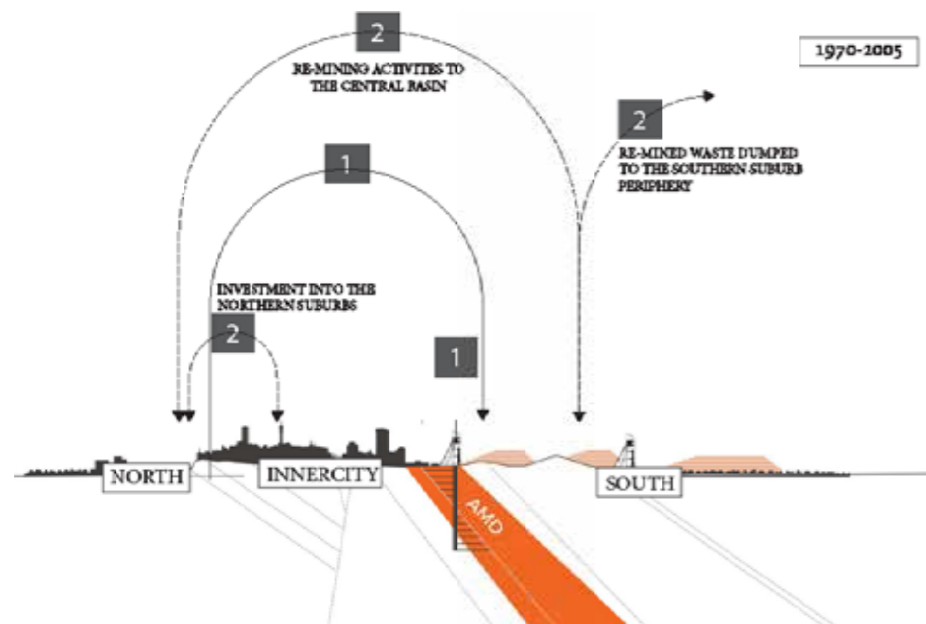 2
1970-2005
RE-MINING ACTIVITES TO
THE CENTRAL BASIN
2
RE-MINED WASTE DUMPED
TO THE SOUTHERN SUBURB
PERIPHERY
1
INVESTMENT INTO THE
NORTHERN SUBURBS
2
1
NORTH
INNERCITY
SOUTH
AMD